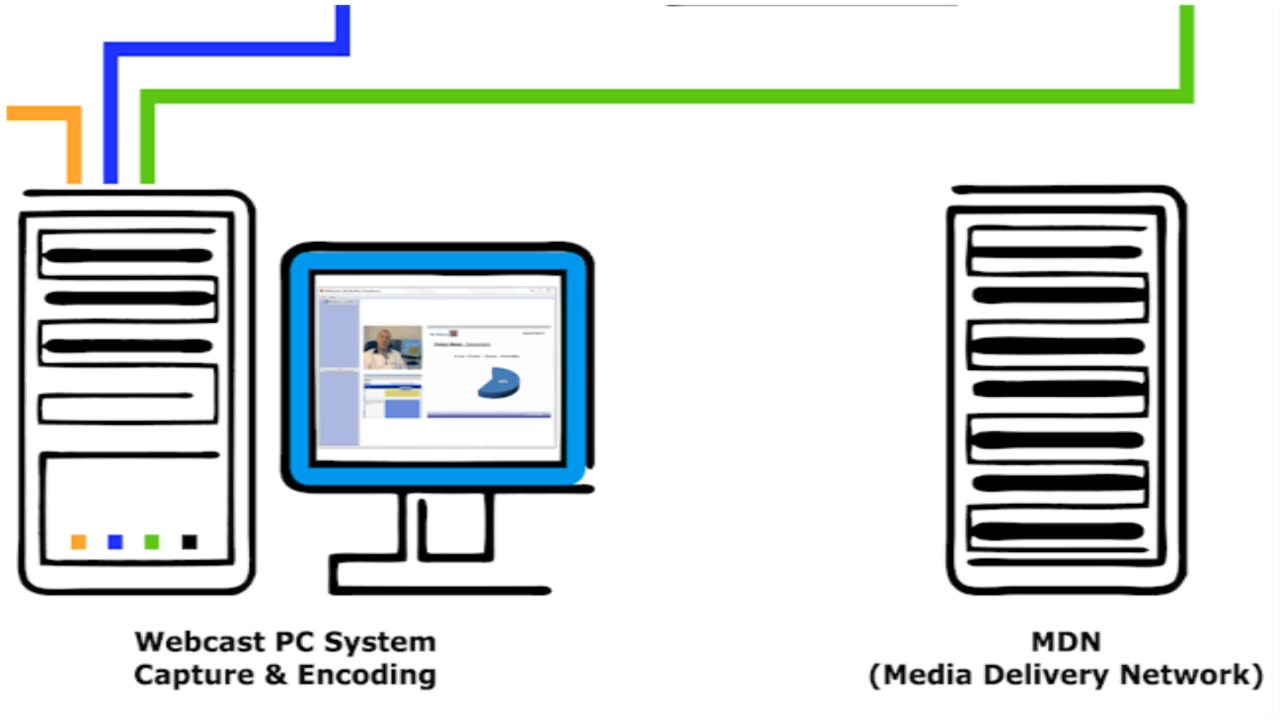 Webcast PC System
Capture & Encoding
MDN
(Media Delivery Network)